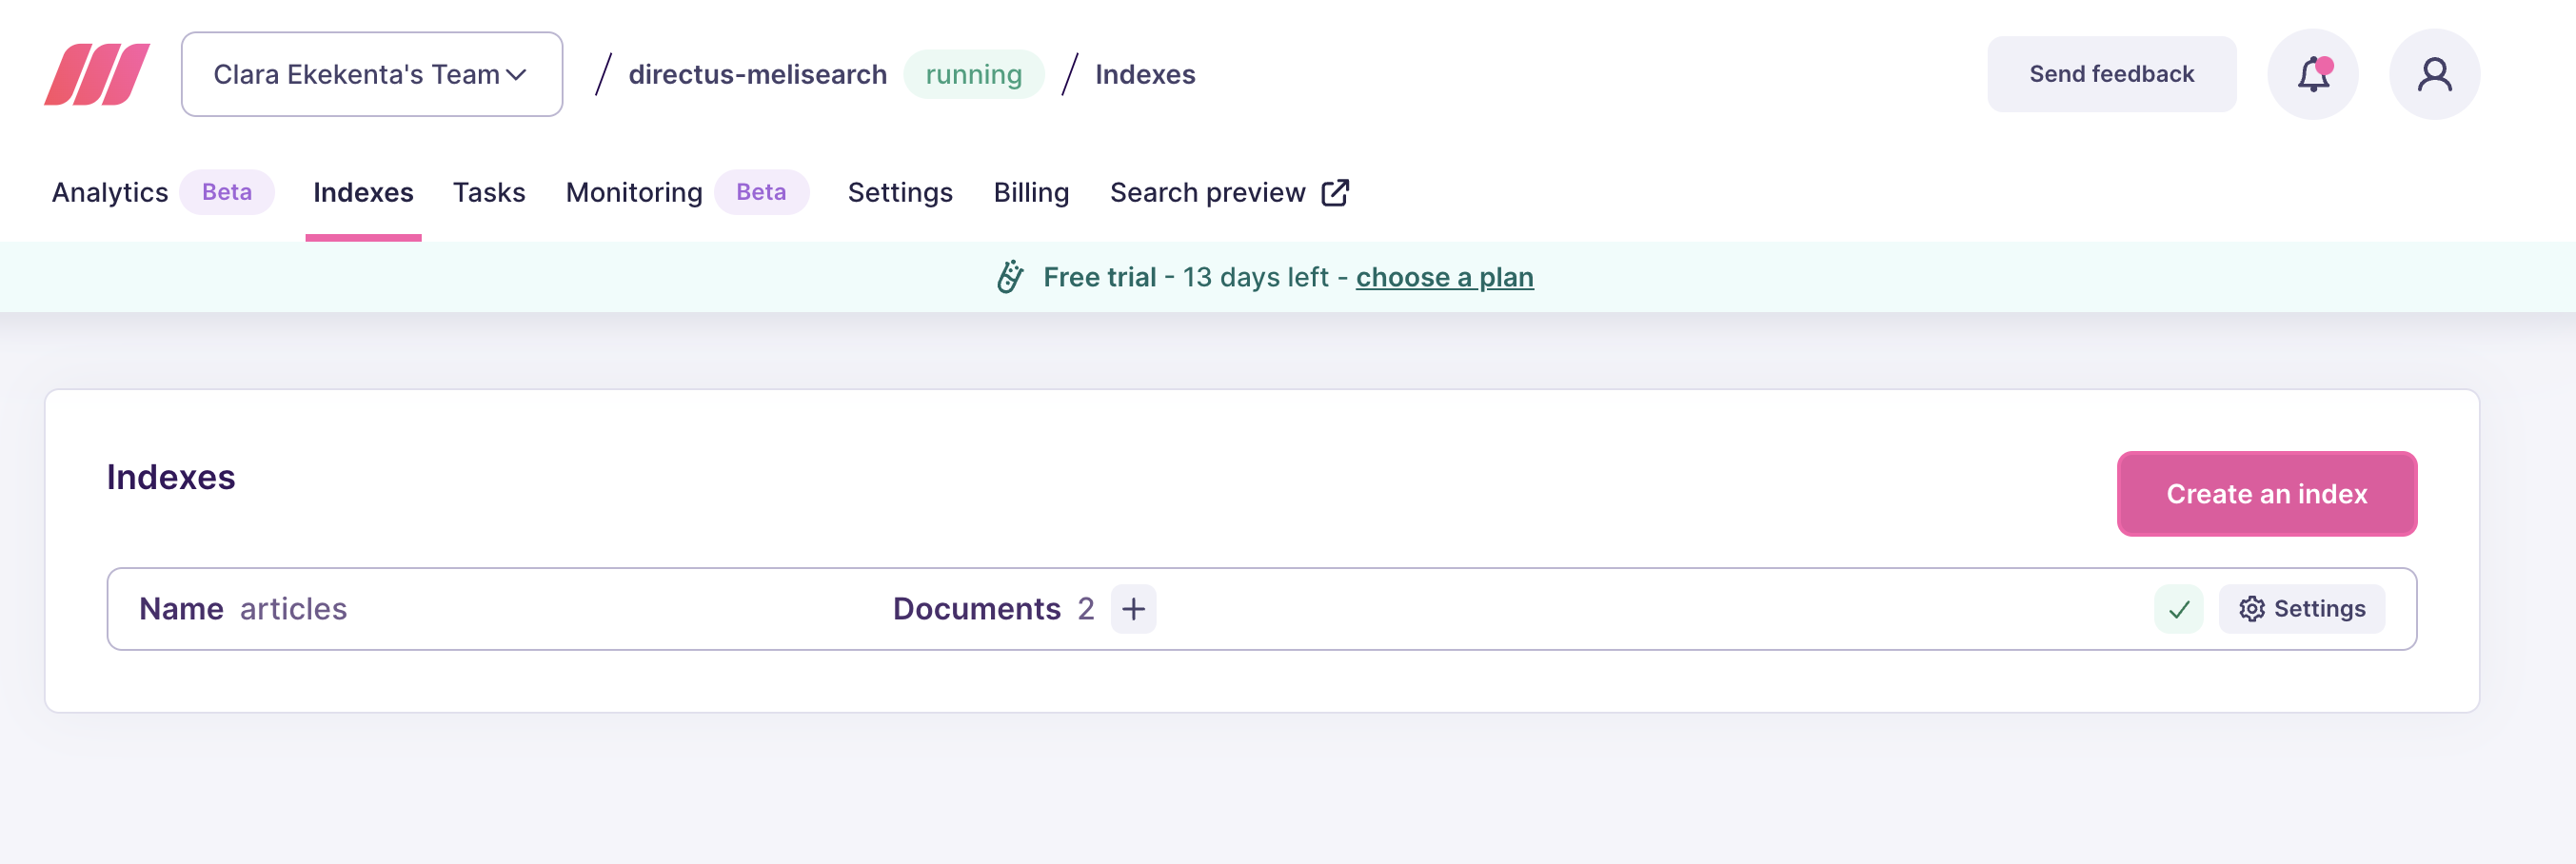 Clara Ekekenta's Team / directus-melisearch running / Indexes Send feedback
Analytics Beta Indexes Tasks Monitoring Beta Settings Billing Search preview
Free trial - 13 days left - choose a plan
Indexes
Create an index
Name articles Documents 2 + Settings